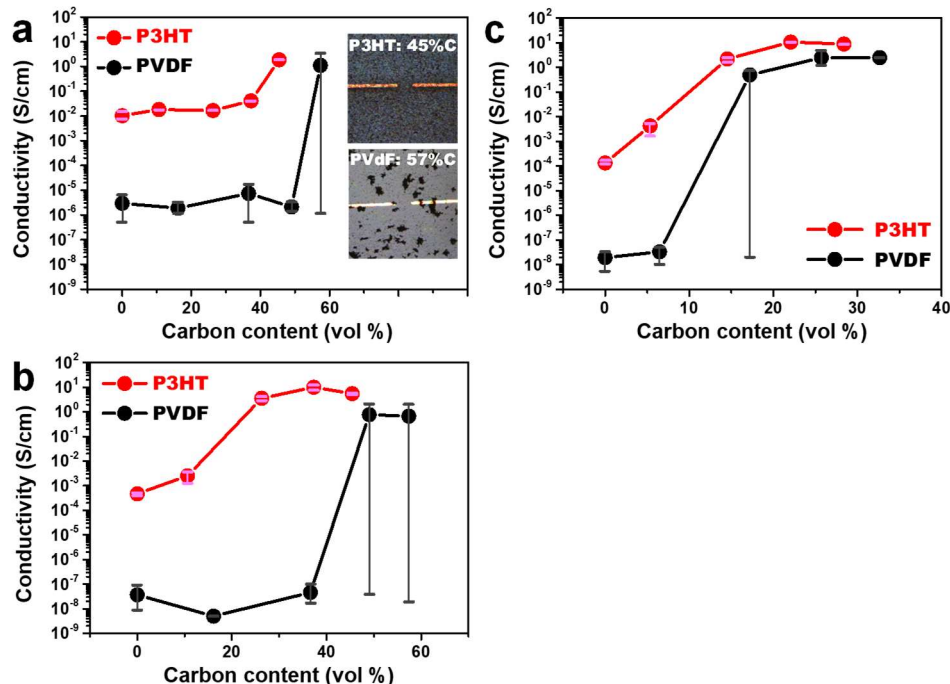 a
P3HT
PVDF
P3HT: 45%C
PVdF: 57%C
10²
10¹
10⁰
10⁻¹
10⁻²
10⁻³
10⁻⁴
10⁻⁵
10⁻⁶
10⁻⁷
10⁻⁸
10⁻⁹
Conductivity (S/cm)
0 20 40 60 80 100
Carbon content (vol %)
c
P3HT
PVDF
10²
10¹
10⁰
10⁻¹
10⁻²
10⁻³
10⁻⁴
10⁻⁵
10⁻⁶
10⁻⁷
10⁻⁸
10⁻⁹
Conductivity (S/cm)
0 10 20 30 40
Carbon content (vol %)
b
P3HT
PVDF
10²
10¹
10⁰
10⁻¹
10⁻²
10⁻³
10⁻⁴
10⁻⁵
10⁻⁶
10⁻⁷
10⁻⁸
10⁻⁹
Conductivity (S/cm)
0 20 40 60
Carbon content (vol %)